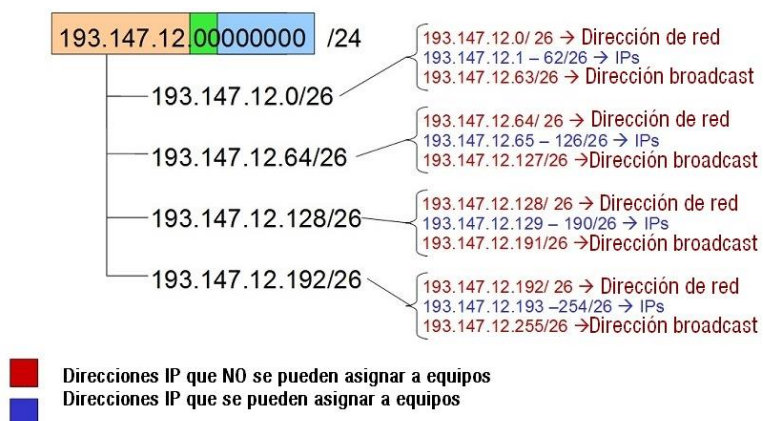 193.147.12.00000000 /24
193.147.12.0/26
193.147.12.0/ 26 → Dirección de red
193.147.12.1 – 62/26 → IPs
193.147.12.63/26 → Dirección broadcast
193.147.12.64/26
193.147.12.64/ 26 → Dirección de red
193.147.12.65 – 126/26 → IPs
193.147.12.127/26 →Dirección broadcast
193.147.12.128/26
193.147.12.128/ 26 → Dirección de red
193.147.12.129 – 190/26 → IPs
193.147.12.191/26 →Dirección broadcast
193.147.12.192/26
193.147.12.192/ 26 → Dirección de red
193.147.12.193 –254/26 → IPs
193.147.12.255/26 →Dirección broadcast
Direcciones IP que NO se pueden asignar a equipos
Direcciones IP que se pueden asignar a equipos